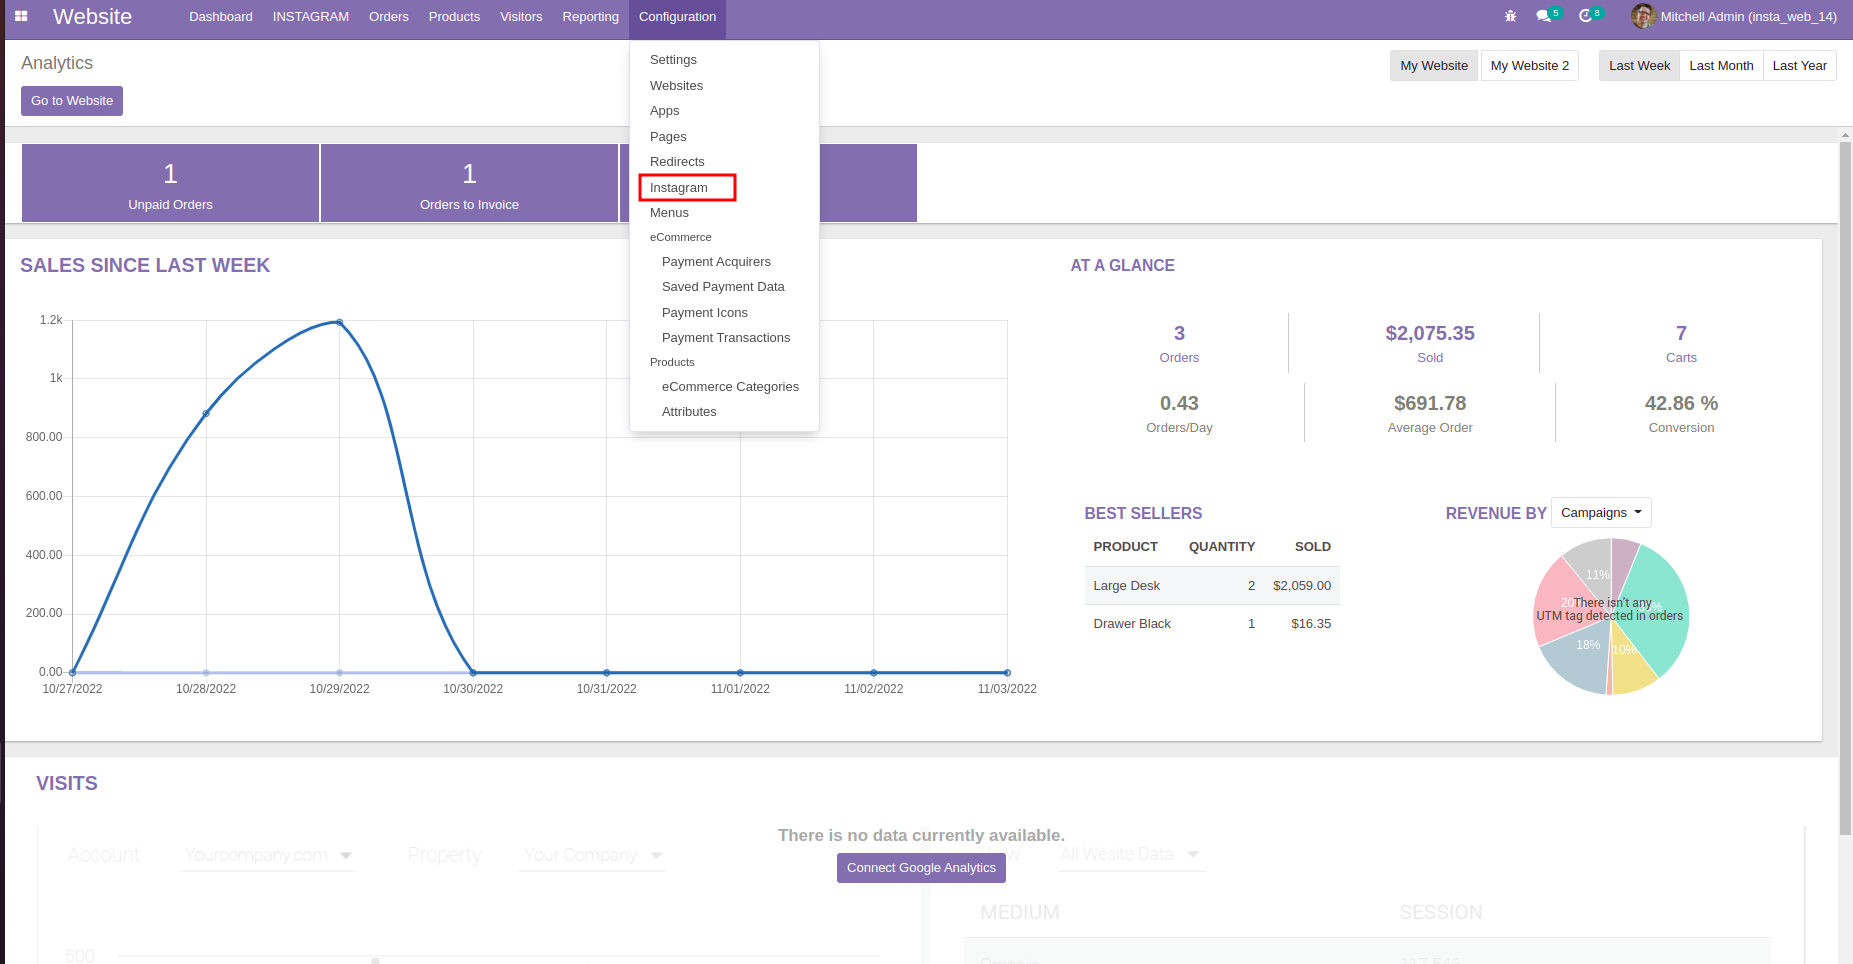 Website Dashboard INSTAGRAM Orders Products Visitors Reporting Configuration 5 8 Mitchell Admin (insta_web_14)
Analytics
Go to Website
My Website My Website 2 Last Week Last Month Last Year
Settings
Websites
Apps
Pages
Redirects
Instagram
Menus
eCommerce
Payment Acquirers
Saved Payment Data
Payment Icons
Payment Transactions
Products
eCommerce Categories
Attributes
1
Unpaid Orders
1
Orders to Invoice
SALES SINCE LAST WEEK
1.2k
1k
800.00
600.00
400.00
200.00
0.00
10/27/2022 10/28/2022 10/29/2022 10/30/2022 10/31/2022 11/01/2022 11/02/2022 11/03/2022
AT A GLANCE
3
Orders
$2,075.35
Sold
7
Carts
0.43
Orders/Day
$691.78
Average Order
42.86 %
Conversion
BEST SELLERS
PRODUCT QUANTITY SOLD
Large Desk 2 $2,059.00
Drawer Black 1 $16.35
REVENUE BY Campaigns
11%
There isn't any
UTM tag detected in orders
18%
10%
VISITS
There is no data currently available.
Connect Google Analytics
Account Yourcompany.com Property Your Company All Wesite Data
MEDIUM SESSION
500